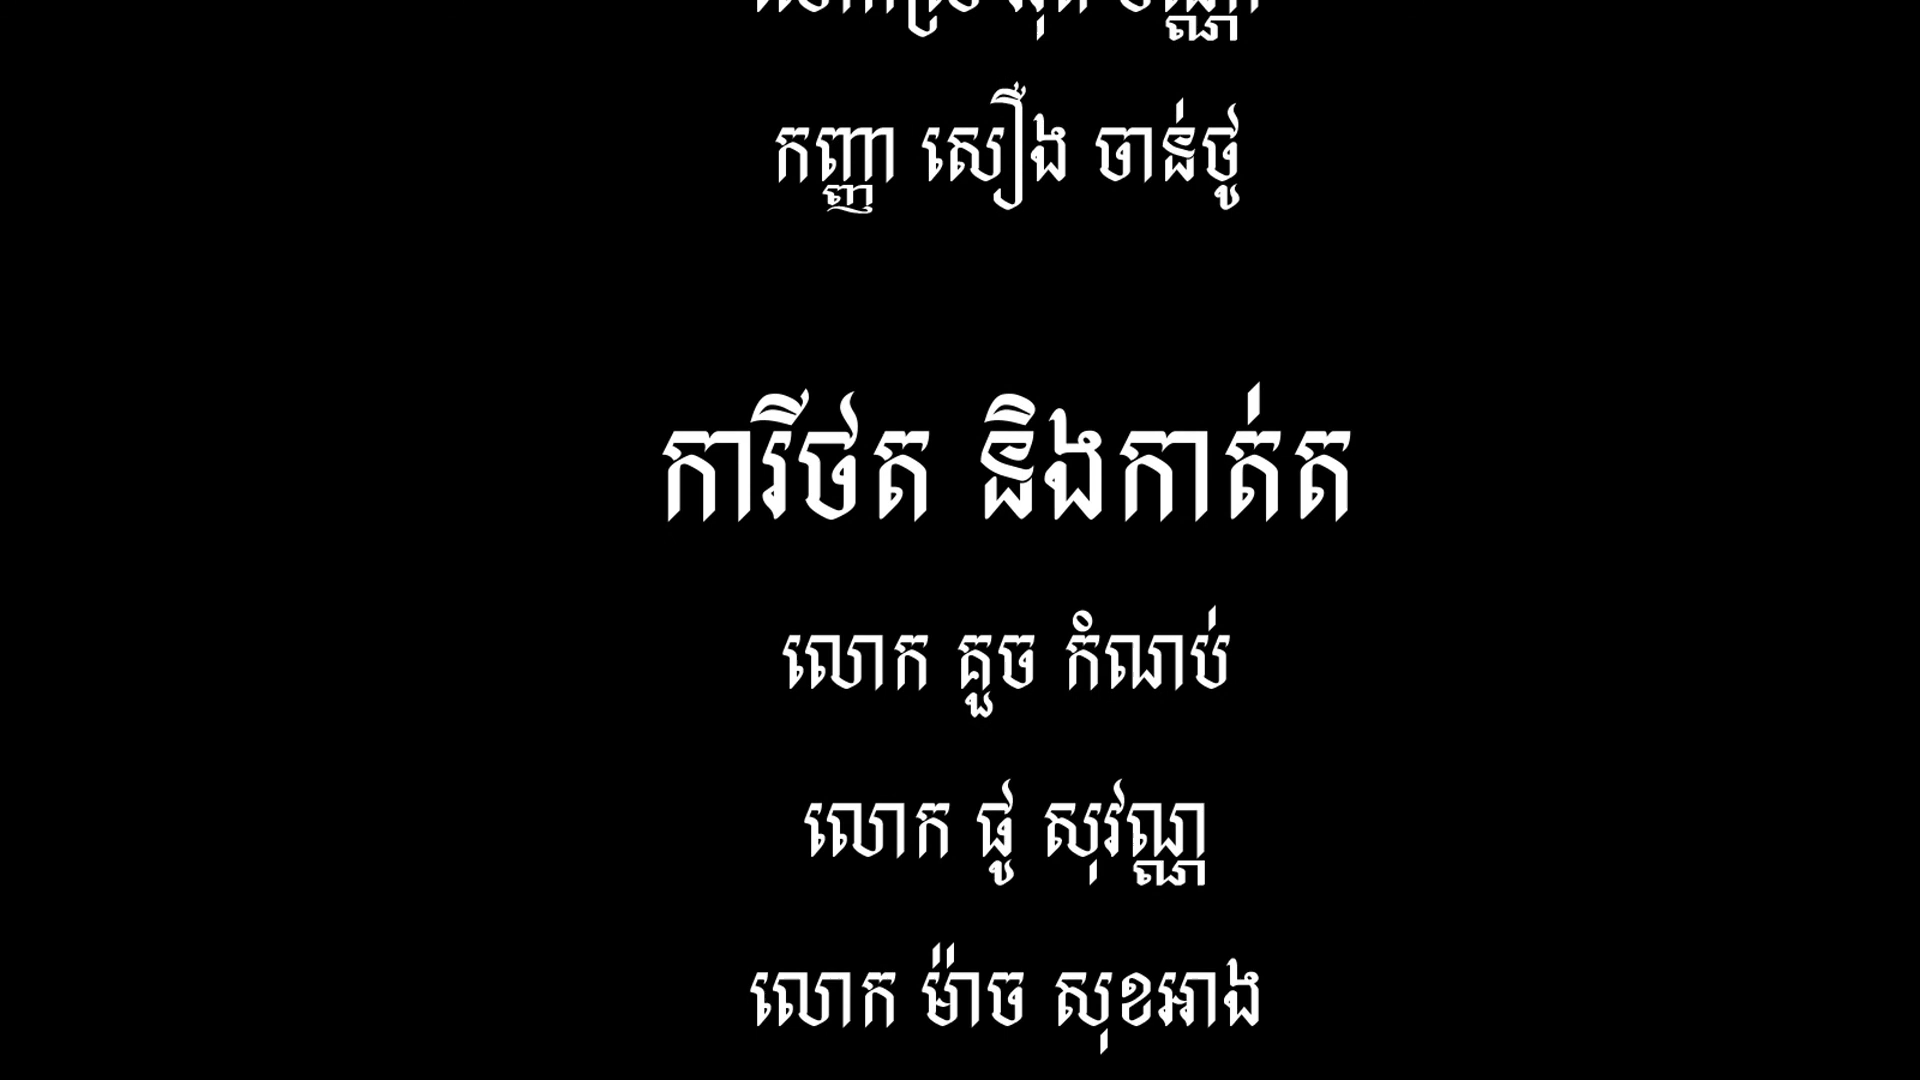 កញ្ញា សឿង ចាន់ថូ
ការីថត និងកាត់ត
លោក គួច កំណប់
លោក ផូ សុវណ្ណ
លោក ម៉ាច សុខអាង